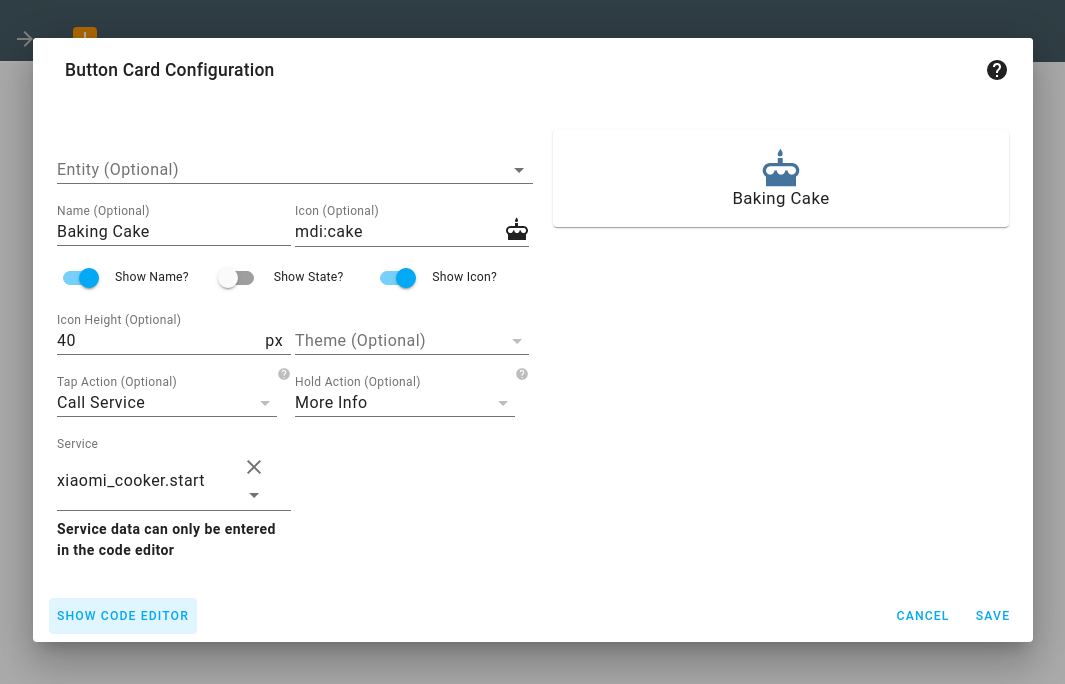 Button Card Configuration
Entity (Optional)
Name (Optional)
Baking Cake
Icon (Optional)
mdi:cake
Show Name?
Show State?
Show Icon?
Icon Height (Optional)
40 px
Theme (Optional)
Tap Action (Optional)
Call Service
Hold Action (Optional)
More Info
Service
xiaomi_cooker.start
Service data can only be entered
in the code editor
Baking Cake
SHOW CODE EDITOR
CANCEL
SAVE